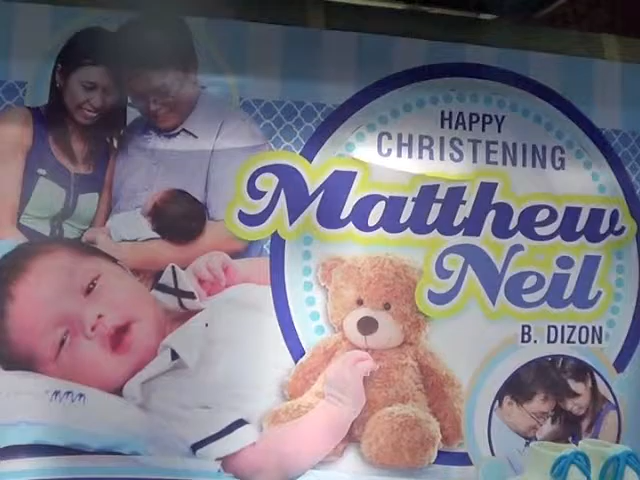 HAPPY
CHRISTENING
Matthew
Neil
B. DIZON